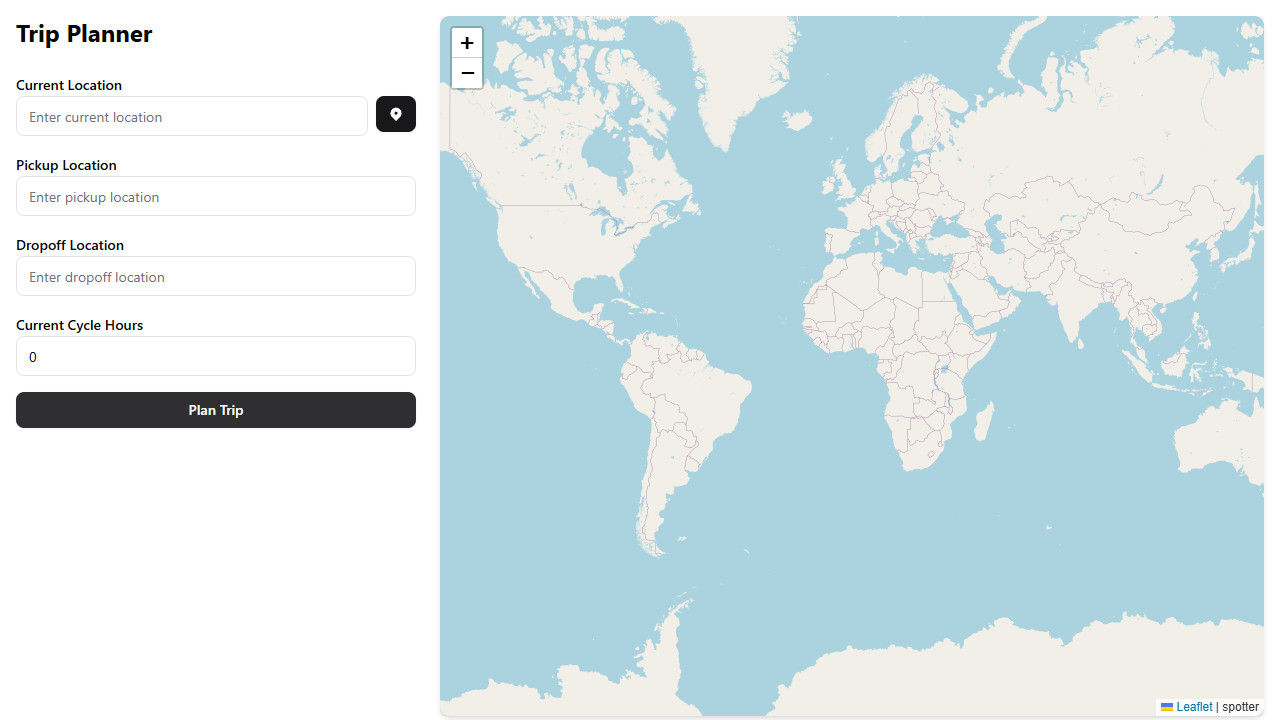 Trip Planner
Current Location
Enter current location
Pickup Location
Enter pickup location
Dropoff Location
Enter dropoff location
Current Cycle Hours
0
Plan Trip
+
−
Leaflet | spotter